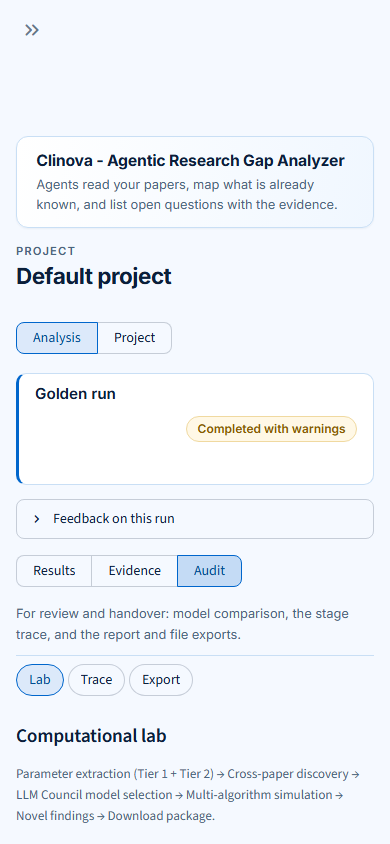 Clinova - Agentic Research Gap Analyzer
Agents read your papers, map what is already
known, and list open questions with the evidence.
PROJECT
Default project
Analysis Project
Golden run
Completed with warnings
Feedback on this run
Results Evidence Audit
For review and handover: model comparison, the stage
trace, and the report and file exports.
Lab Trace Export
Computational lab
Parameter extraction (Tier 1 + Tier 2) → Cross-paper discovery →
LLM Council model selection → Multi-algorithm simulation →
Novel findings → Download package.